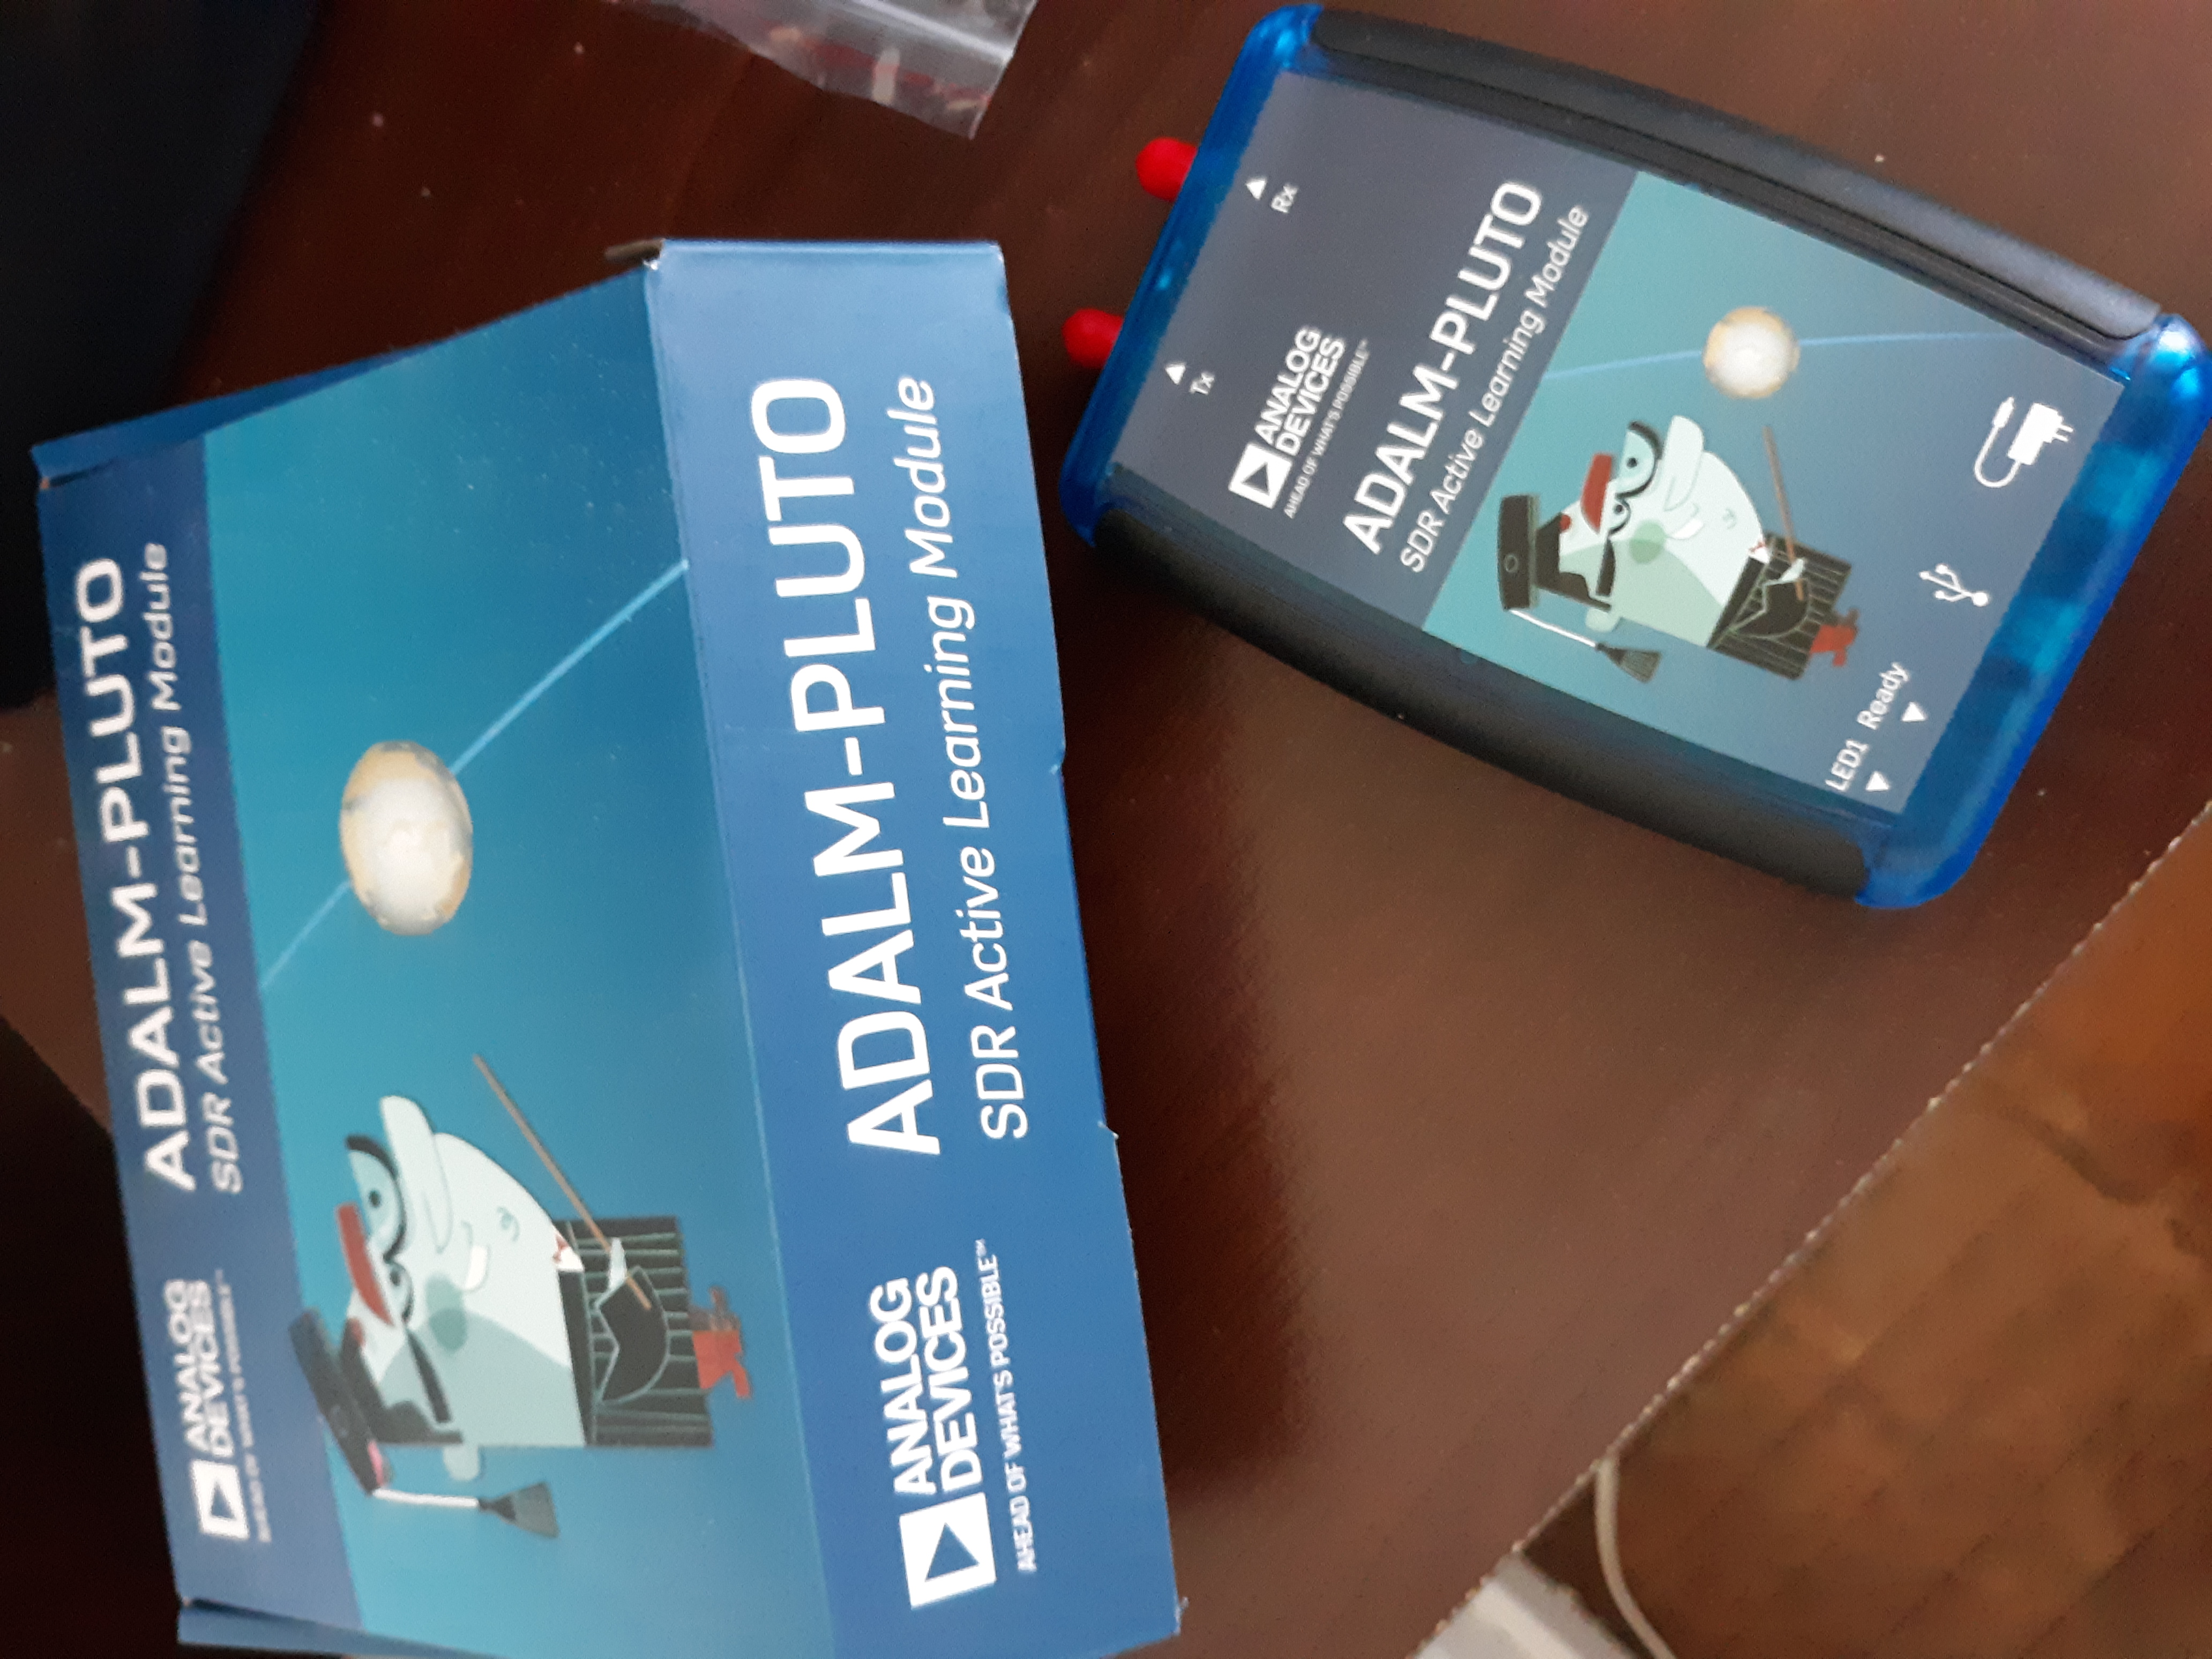 ANALOG
DEVICES
AHEAD OF WHAT'S POSSIBLE™
ADALM-PLUTO
SDR Active Learning Module
ANALOG
DEVICES
AHEAD OF WHAT'S POSSIBLE™
ADALM-PLUTO
SDR Active Learning Module
Tx
Rx
ANALOG
DEVICES
AHEAD OF WHAT'S POSSIBLE™
ADALM-PLUTO
SDR Active Learning Module
LED1 Ready